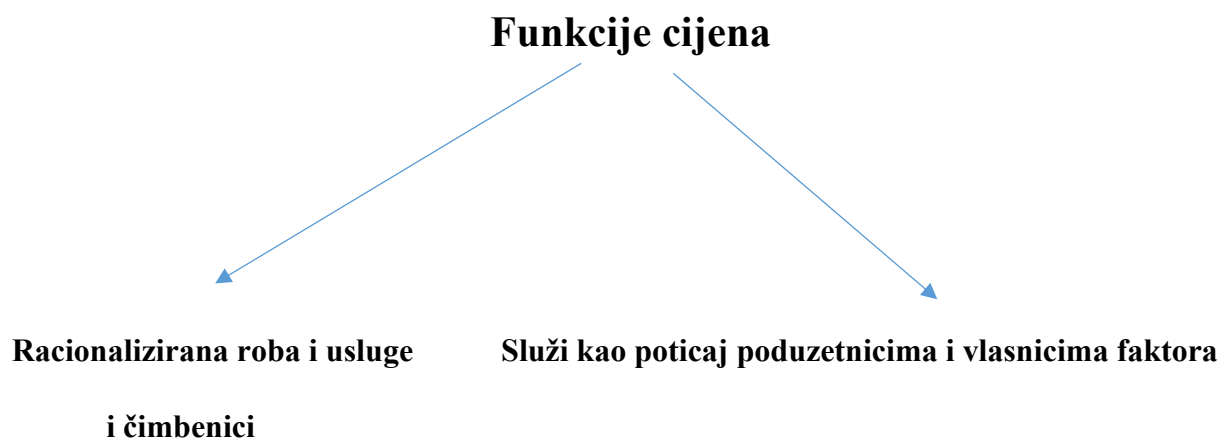 Funkcije cijena
Racionalizirana roba i usluge
i čimbenici
Služi kao poticaj poduzetnicima i vlasnicima faktora